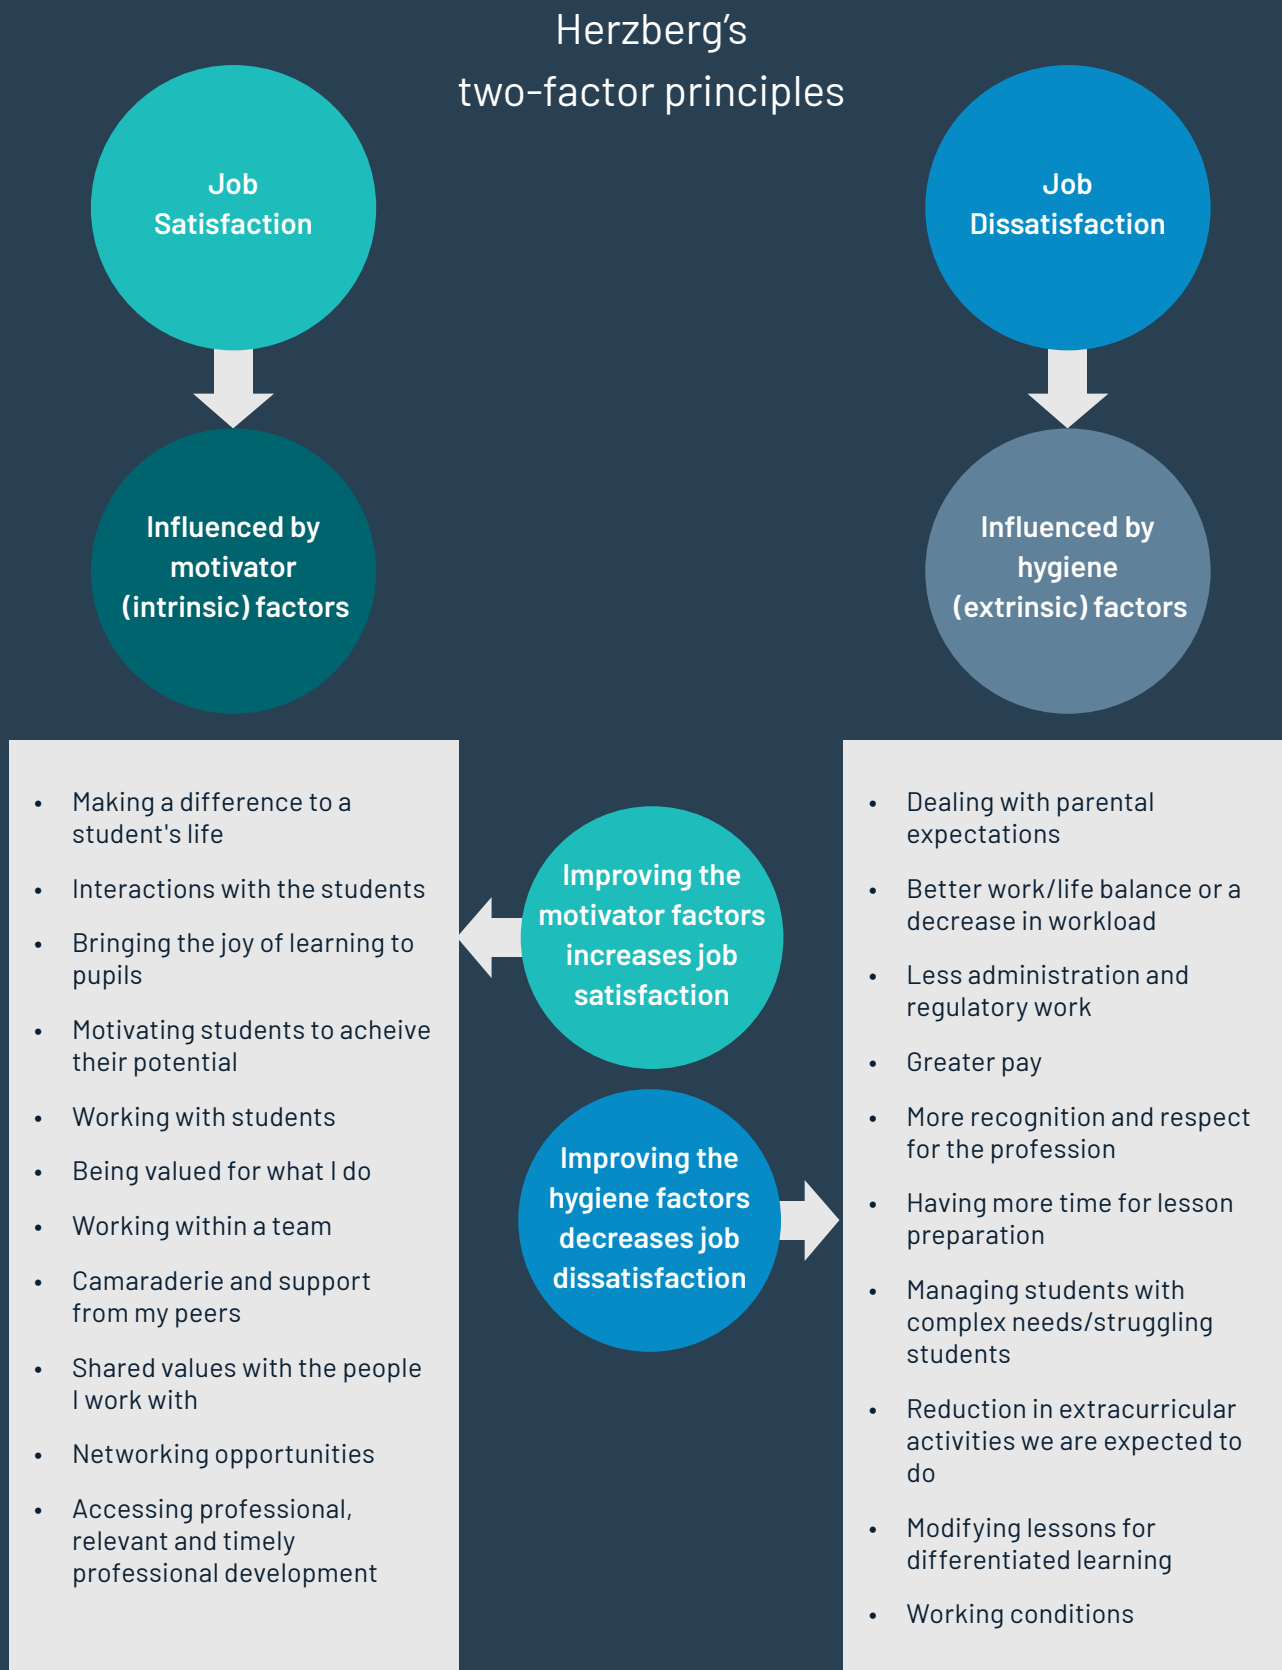 Herzberg’s
two-factor principles
Job
Satisfaction
Job
Dissatisfaction
Influenced by
motivator
(intrinsic) factors
Influenced by
hygiene
(extrinsic) factors
• Making a difference to a
student's life
• Interactions with the students
• Bringing the joy of learning to
pupils
• Motivating students to acheive
their potential
• Working with students
• Being valued for what I do
• Working within a team
• Camaraderie and support
from my peers
• Shared values with the people
I work with
• Networking opportunities
• Accessing professional,
relevant and timely
professional development
Improving the
motivator factors
increases job
satisfaction
Improving the
hygiene factors
decreases job
dissatisfaction
• Dealing with parental
expectations
• Better work/life balance or a
decrease in workload
• Less administration and
regulatory work
• Greater pay
• More recognition and respect
for the profession
• Having more time for lesson
preparation
• Managing students with
complex needs/struggling
students
• Reduction in extracurricular
activities we are expected to
do
• Modifying lessons for
differentiated learning
• Working conditions